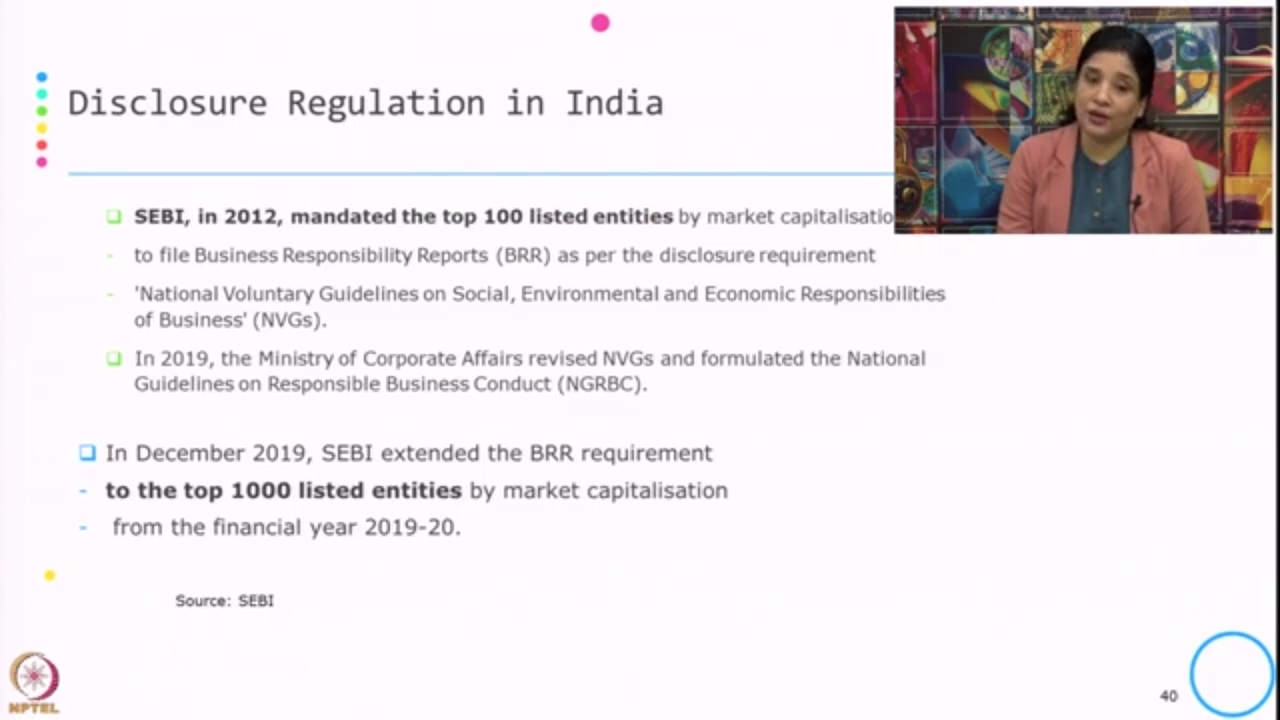 Disclosure Regulation in India
SEBI, in 2012, mandated the top 100 listed entities by market capitalisatio
- to file Business Responsibility Reports (BRR) as per the disclosure requirement
- 'National Voluntary Guidelines on Social, Environmental and Economic Responsibilities
of Business' (NVGs).
In 2019, the Ministry of Corporate Affairs revised NVGs and formulated the National
Guidelines on Responsible Business Conduct (NGRBC).
In December 2019, SEBI extended the BRR requirement
- to the top 1000 listed entities by market capitalisation
- from the financial year 2019-20.
Source: SEBI
NPTEL
40